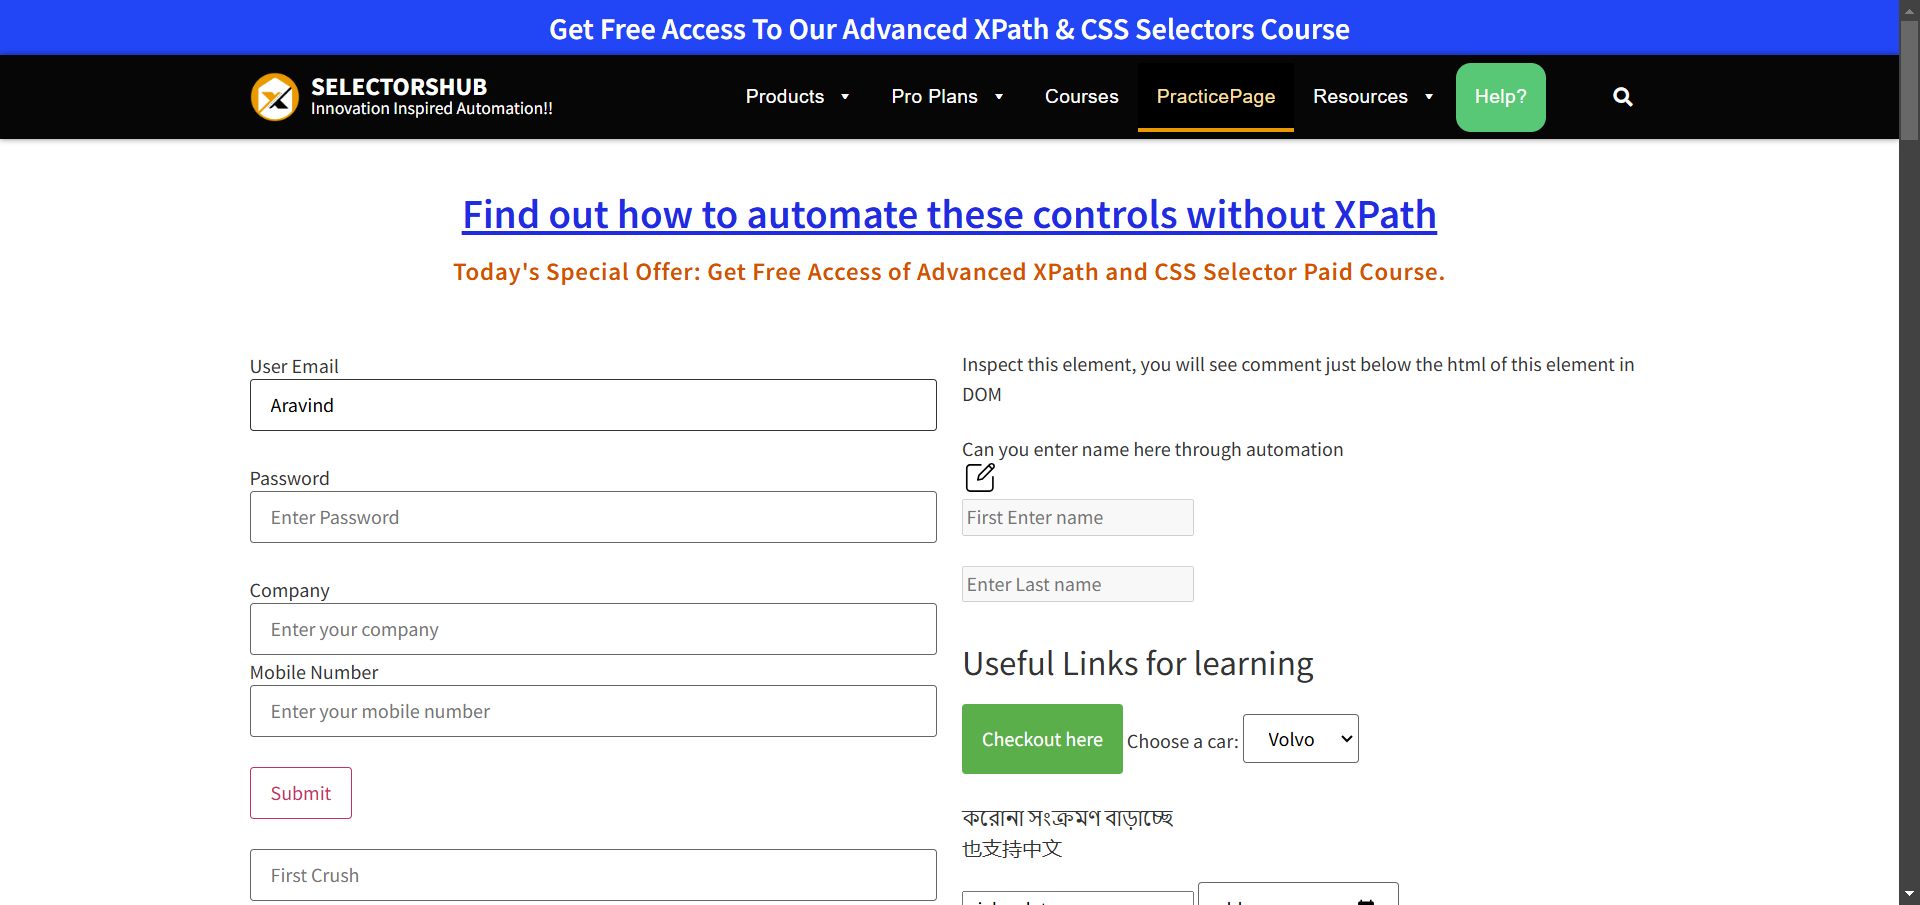 Get Free Access To Our Advanced XPath & CSS Selectors Course
SELECTORSHUB
Innovation Inspired Automation!!
Products
Pro Plans
Courses
PracticePage
Resources
Help?
Find out how to automate these controls without XPath
Today's Special Offer: Get Free Access of Advanced XPath and CSS Selector Paid Course.
User Email
Aravind
Password
Enter Password
Company
Enter your company
Mobile Number
Enter your mobile number
Submit
First Crush
Inspect this element, you will see comment just below the html of this element in
DOM
Can you enter name here through automation
First Enter name
Enter Last name
Useful Links for learning
Checkout here
Choose a car:
Volvo
করোনা সংক্রমণ বাড়াচ্ছে
也支持中文